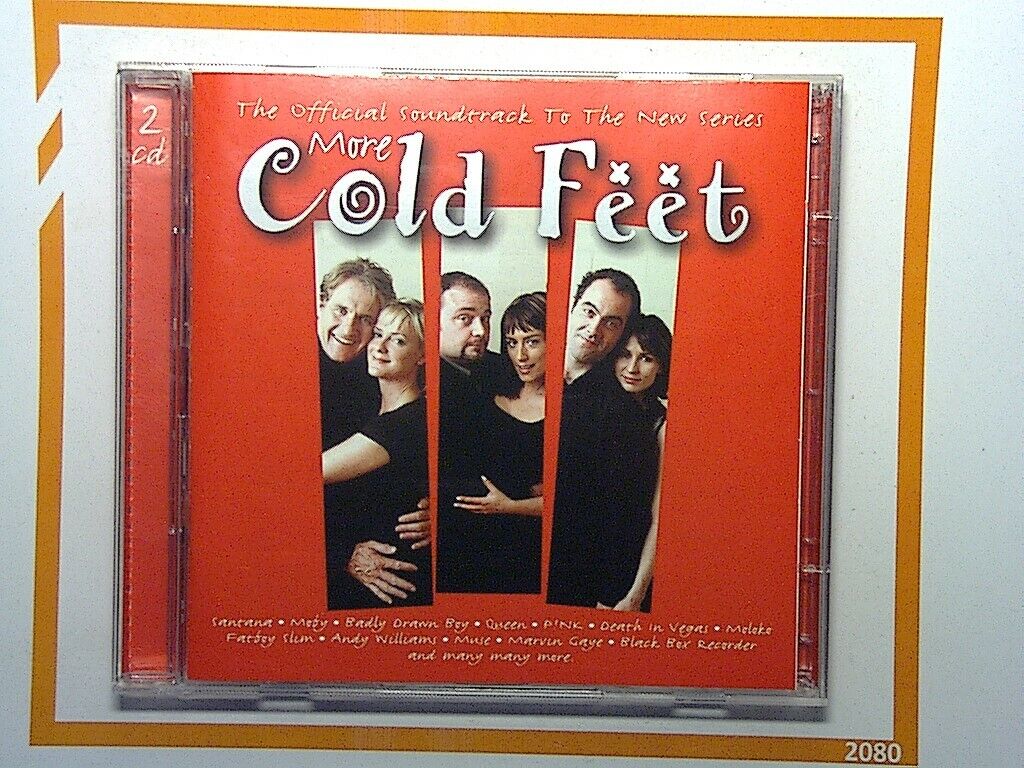 2
cd
The Official Soundtrack To The New Series
More
Cold Fëët
Santana • Moby • Badly Drawn Boy • Queen • P!NK • Death in Vegas • Moloko
Fatboy Slim • Andy Williams • Muse • Marvin Gaye • Black Box Recorder
and many many more.
2080